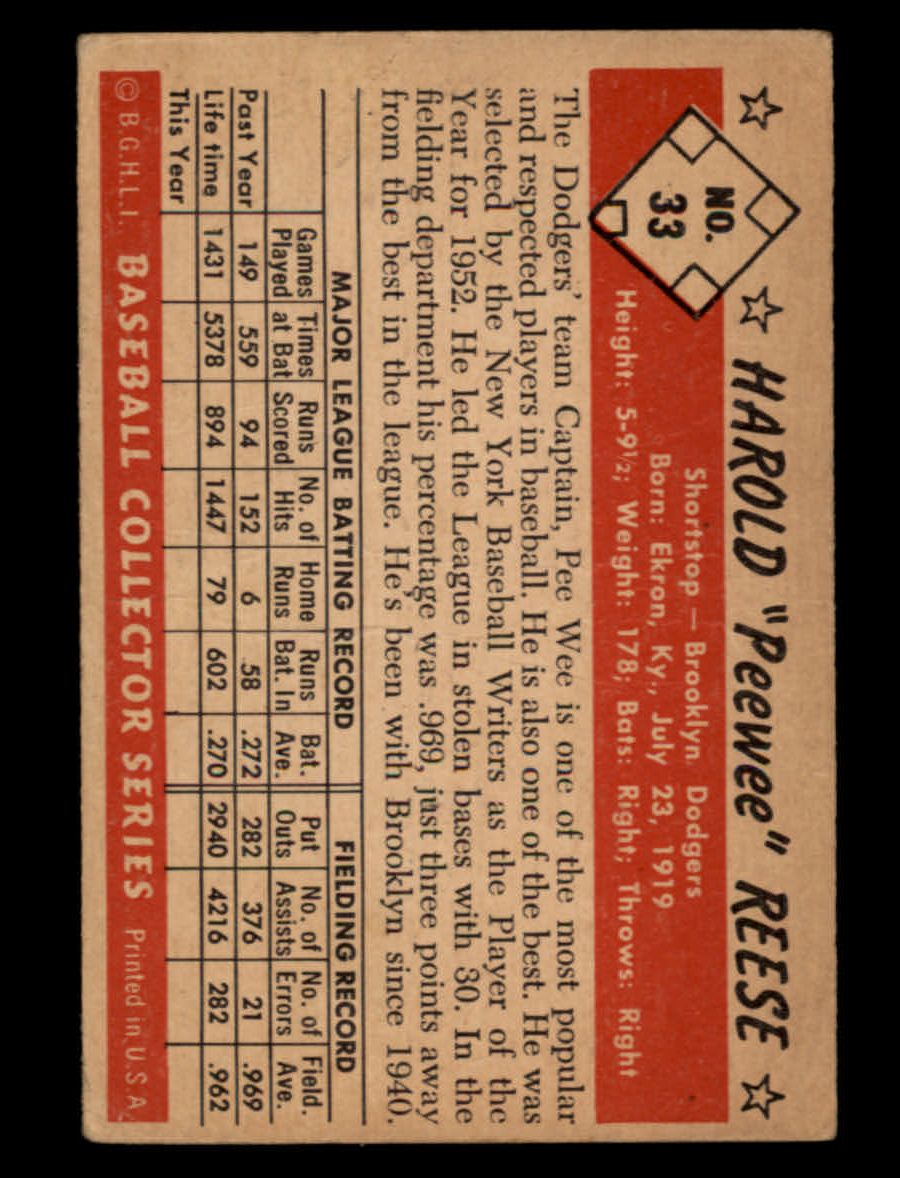 HAROLD "Peewee" REESE
NO.
33
Shortstop — Brooklyn Dodgers
Born: Ekron, Ky., July 23, 1919
Height: 5-9½; Weight: 178; Bats: Right; Throws: Right
The Dodgers' team Captain, Pee Wee is one of the most popular
and respected players in baseball. He is also one of the best. He was
selected by the New York Baseball Writers as the Player of the
Year for 1952. He led the League in stolen bases with 30. In the
fielding department his percentage was .969, just three points away
from the best in the league. He's been with Brooklyn since 1940.
MAJOR LEAGUE BATTING RECORD FIELDING RECORD
Games Times Runs No. of Home Runs Bat. Put No. of No. of Field.
Played at Bat Scored Hits Runs Bat. In Ave. Outs Assists Errors Ave.
Past Year 149 559 94 152 6 58 .272 282 376 21 .969
Life time 1431 5378 894 1447 79 602 .270 2940 4216 282 .962
This Year
© B.G.H.L.I. BASEBALL COLLECTOR SERIES Printed in U.S.A.